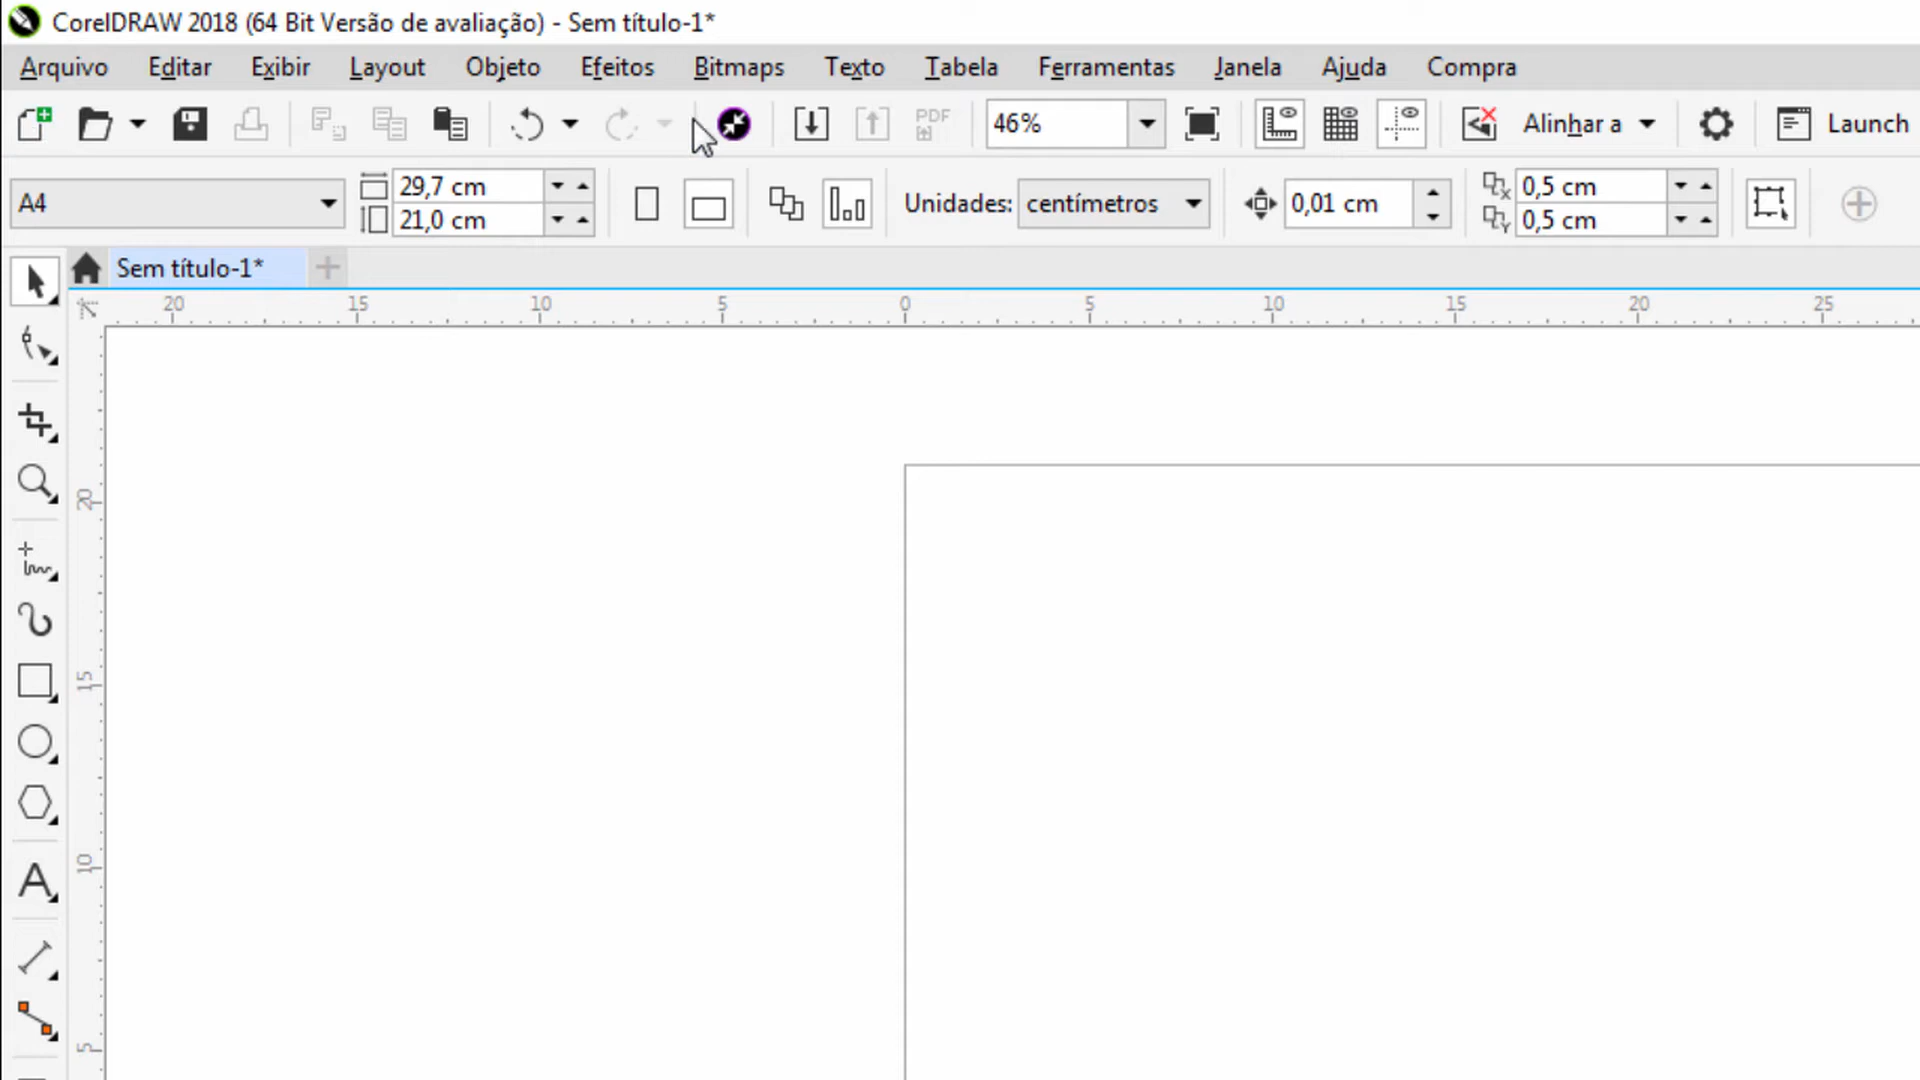 CorelDRAW 2018 (64 Bit Versão de avaliação) - Sem título-1*
Arquivo Editar Exibir Layout Objeto Efeitos Bitmaps Texto Tabela Ferramentas Janela Ajuda Compra
PDF 46% Alinhar a Launch
A4 29,7 cm 21,0 cm Unidades: centímetros 0,01 cm 0,5 cm 0,5 cm
Sem título-1*
20 15 10 5 0 5 10 15 20 25
20
15
10
5